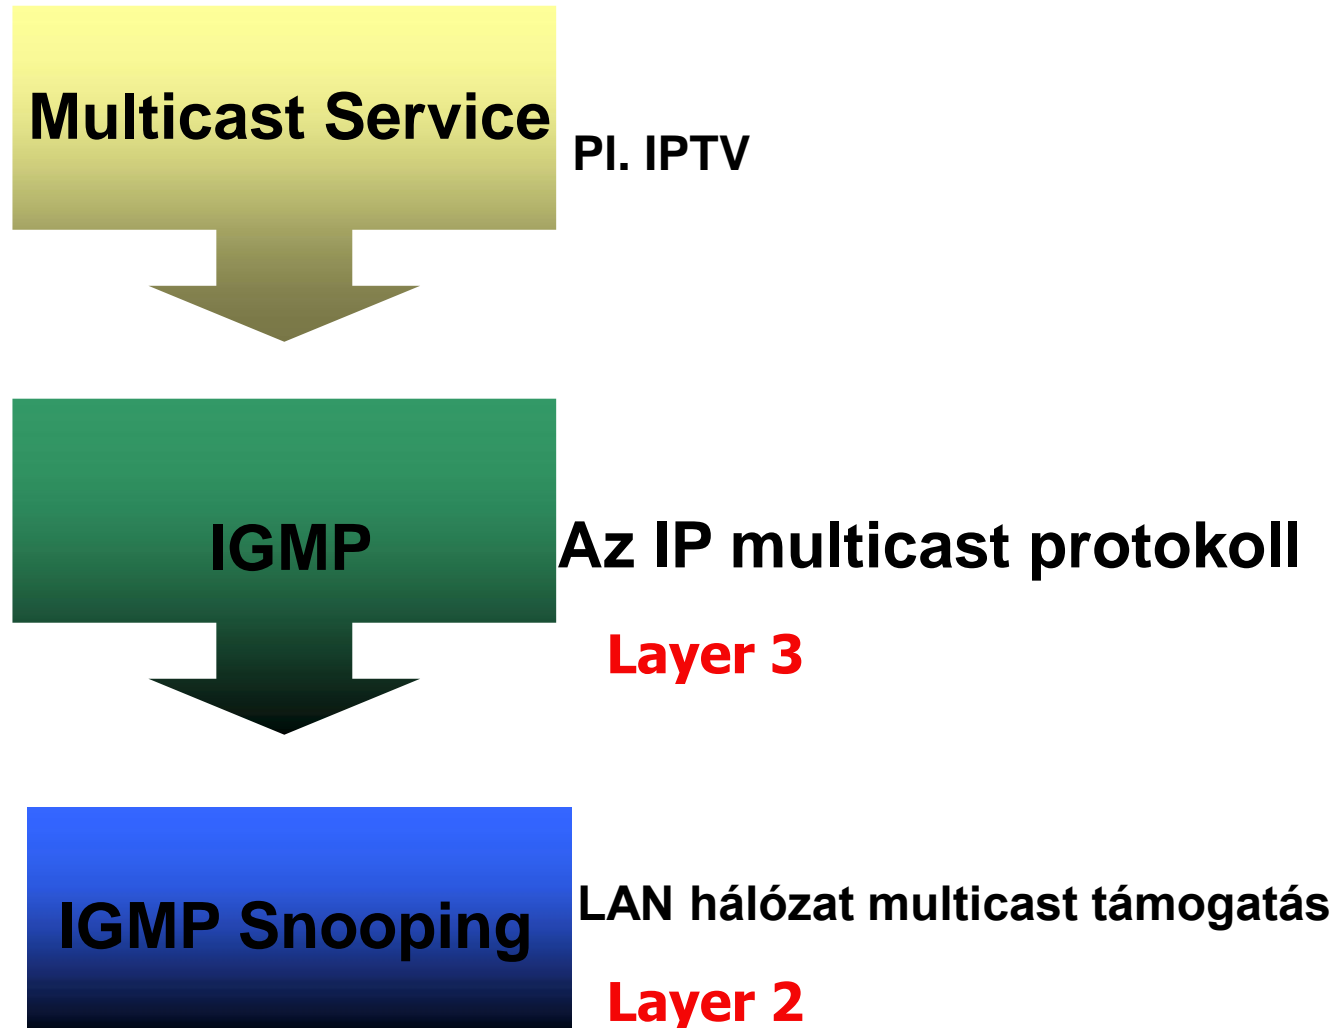 Multicast Service
Pl. IPTV
IGMP
Az IP multicast protokoll
Layer 3
IGMP Snooping
LAN hálózat multicast támogatás
Layer 2